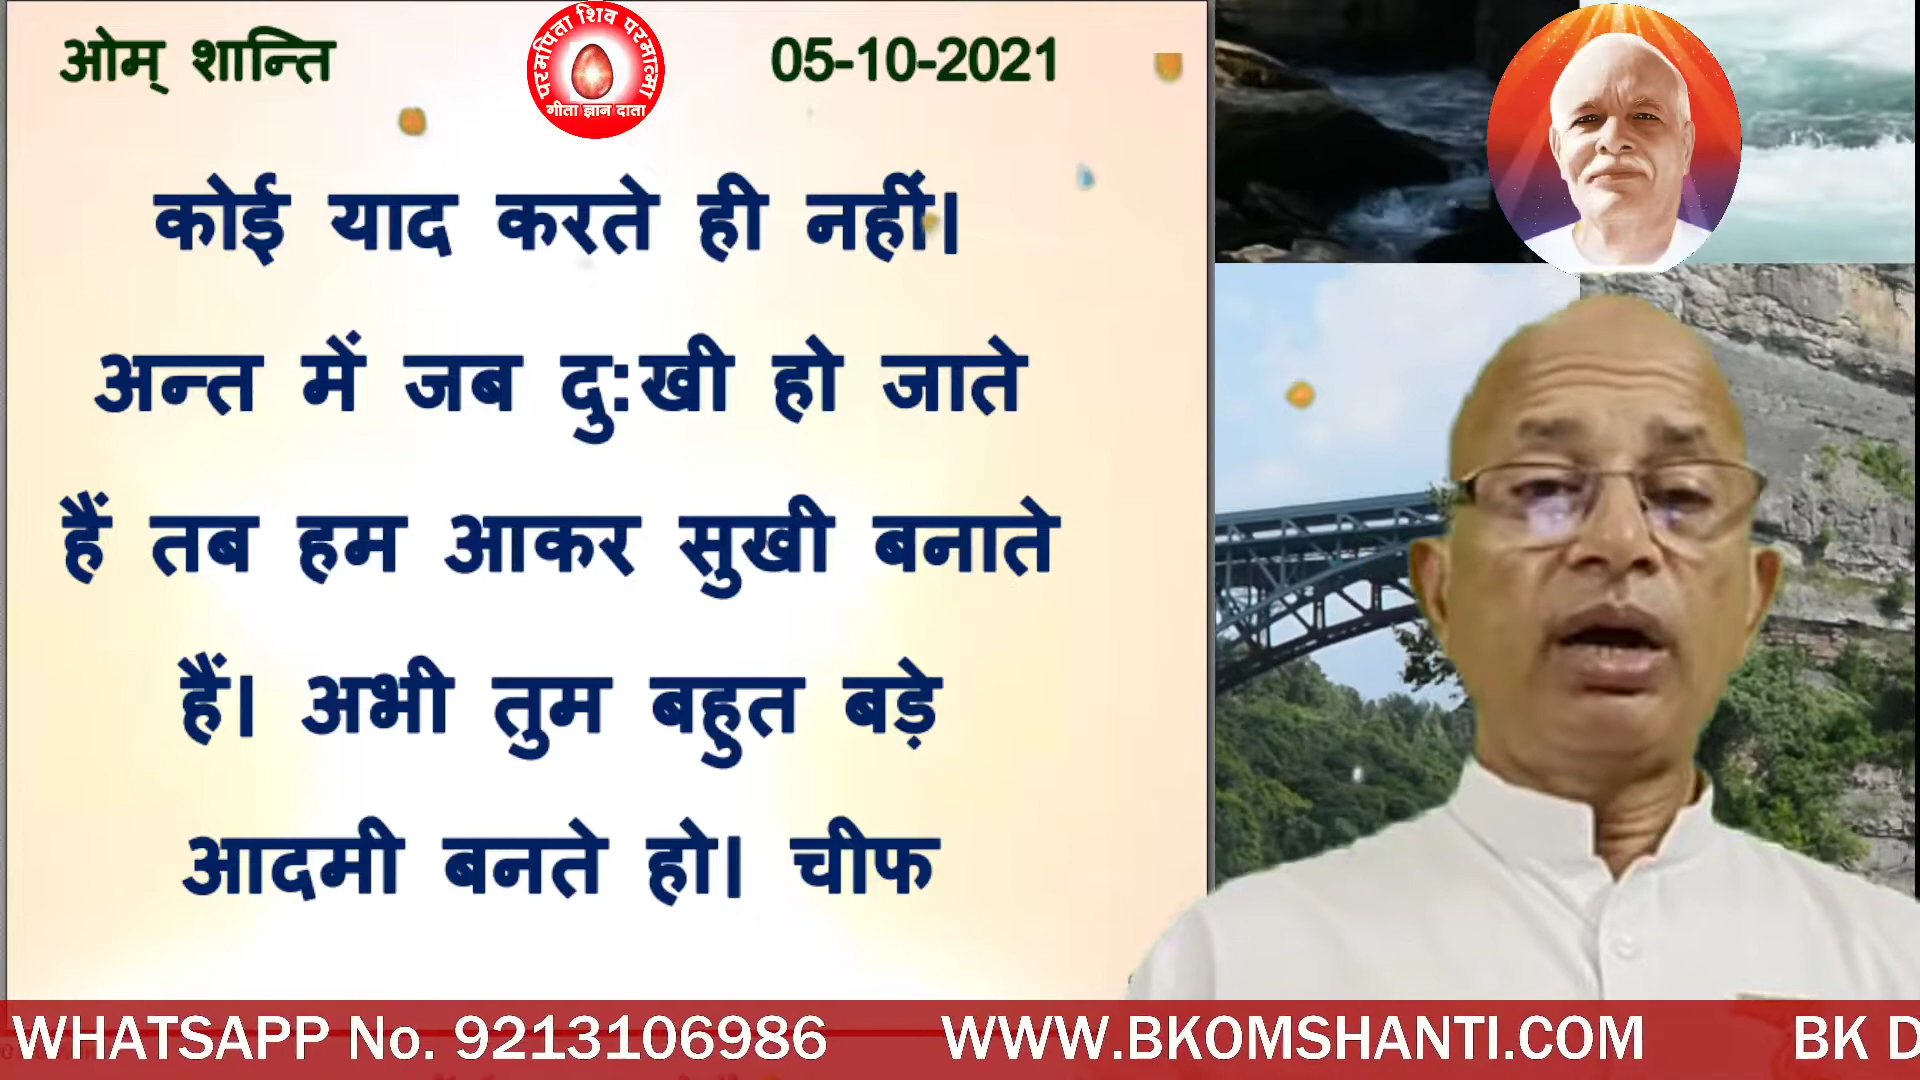 ओम् शान्ति
परमपिता शिव परमात्मा
गीता ज्ञान दाता
05-10-2021
कोई याद करते ही नहीं।
अन्त में जब दु:खी हो जाते
हैं तब हम आकर सुखी बनाते
हैं। अभी तुम बहुत बड़े
आदमी बनते हो। चीफ
WHATSAPP No. 9213106986 WWW.BKOMSHANTI.COM BK D